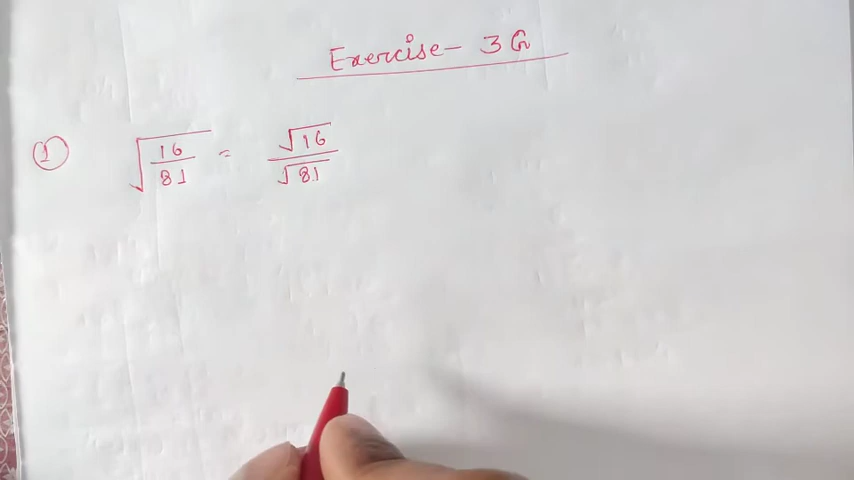 Exercise- 3G
① √(16/81) = √16/√81